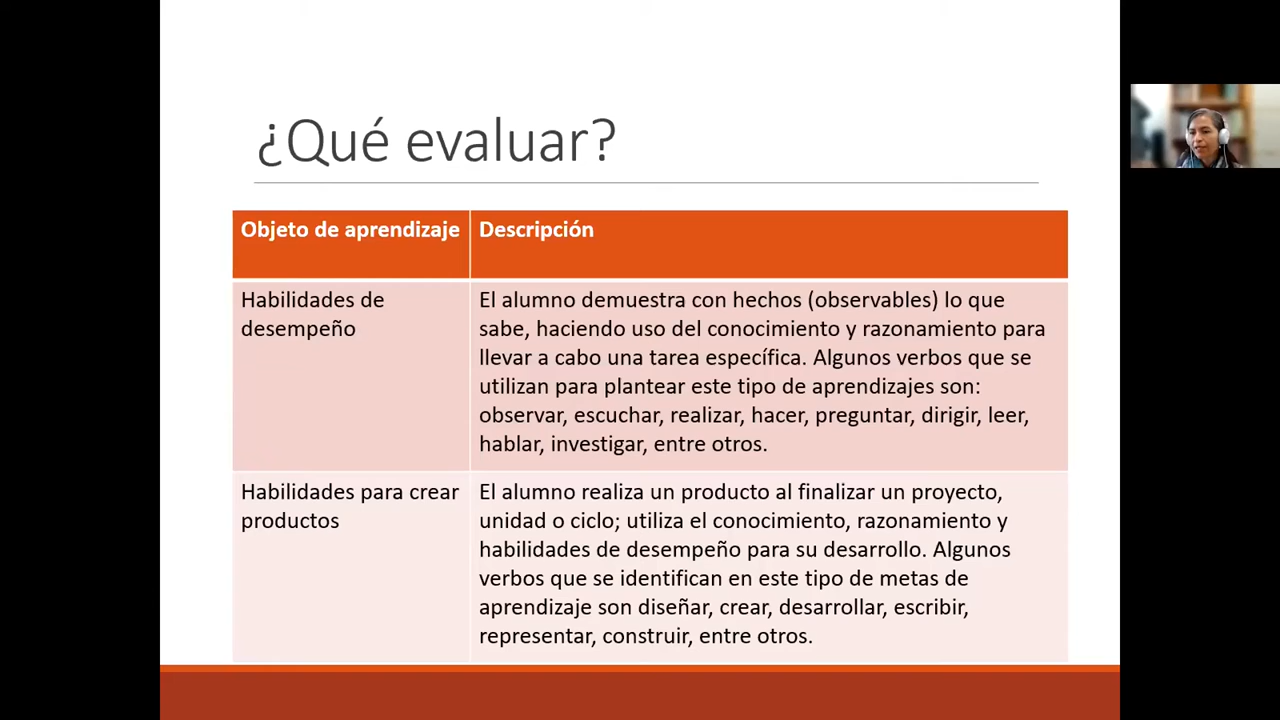 ¿Qué evaluar?
Objeto de aprendizaje
Descripción
Habilidades de
desempeño
El alumno demuestra con hechos (observables) lo que
sabe, haciendo uso del conocimiento y razonamiento para
llevar a cabo una tarea específica. Algunos verbos que se
utilizan para plantear este tipo de aprendizajes son:
observar, escuchar, realizar, hacer, preguntar, dirigir, leer,
hablar, investigar, entre otros.
Habilidades para crear
productos
El alumno realiza un producto al finalizar un proyecto,
unidad o ciclo; utiliza el conocimiento, razonamiento y
habilidades de desempeño para su desarrollo. Algunos
verbos que se identifican en este tipo de metas de
aprendizaje son diseñar, crear, desarrollar, escribir,
representar, construir, entre otros.